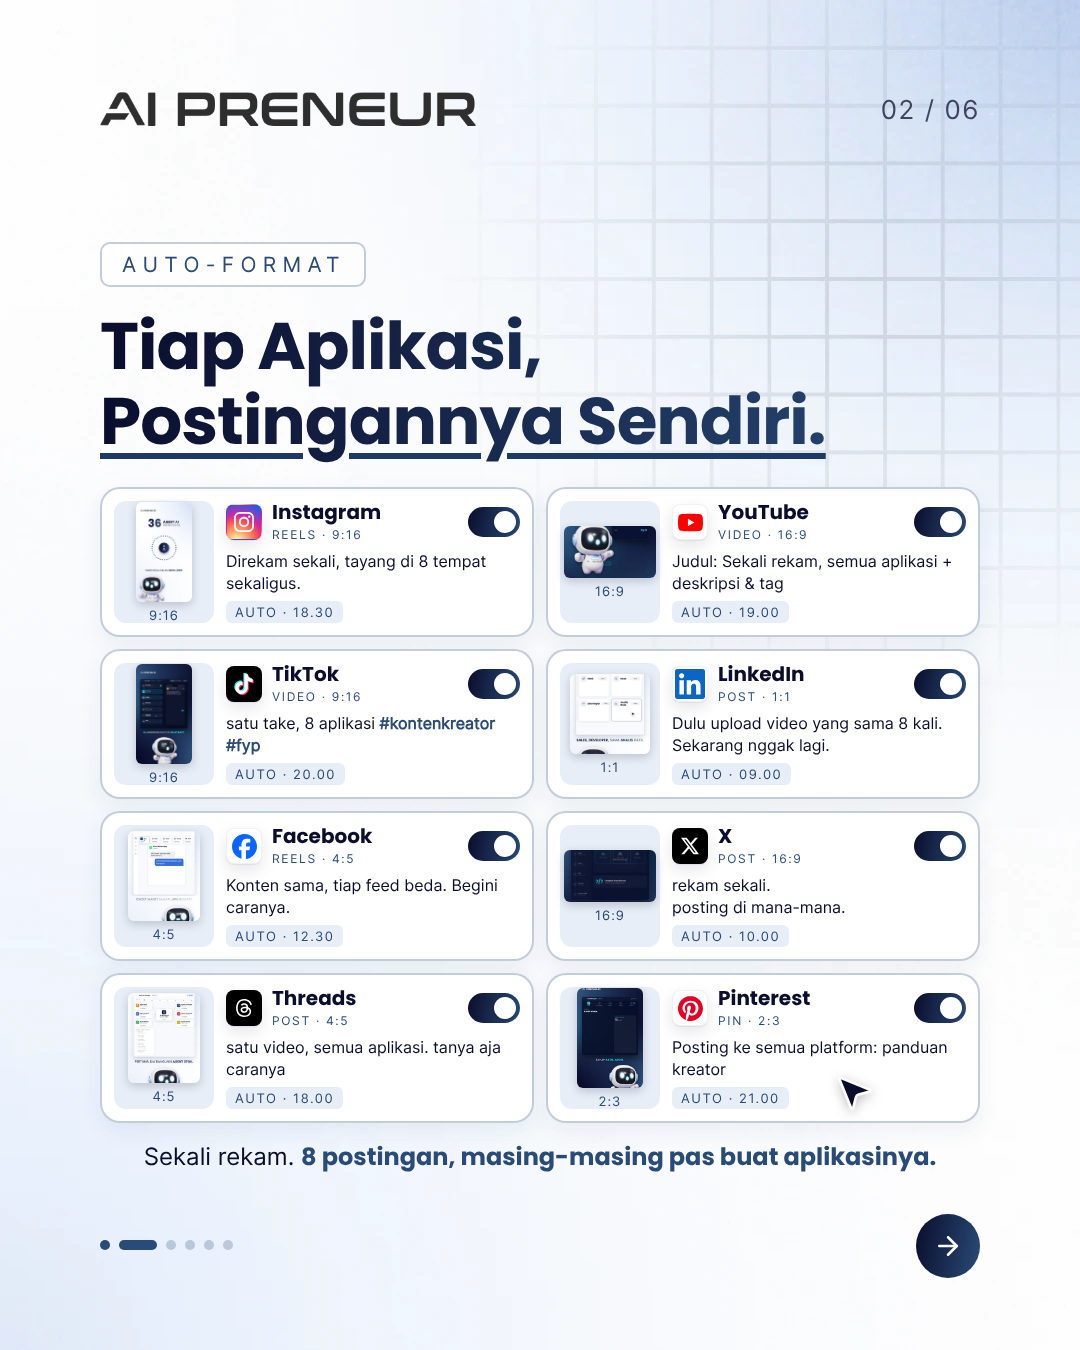 AI PRENEUR
02 / 06
AUTO-FORMAT
Tiap Aplikasi,
Postingannya Sendiri.
36
9:16
Instagram
REELS · 9:16
Direkam sekali, tayang di 8 tempat
sekaligus.
AUTO · 18.30
16:9
YouTube
VIDEO · 16:9
Judul: Sekali rekam, semua aplikasi +
deskripsi & tag
AUTO · 19.00
9:16
TikTok
VIDEO · 9:16
satu take, 8 aplikasi #kontenkreator
#fyp
AUTO · 20.00
1:1
LinkedIn
POST · 1:1
Dulu upload video yang sama 8 kali.
Sekarang nggak lagi.
AUTO · 09.00
4:5
Facebook
REELS · 4:5
Konten sama, tiap feed beda. Begini
caranya.
AUTO · 12.30
16:9
X
POST · 16:9
rekam sekali.
posting di mana-mana.
AUTO · 10.00
4:5
Threads
POST · 4:5
satu video, semua aplikasi. tanya aja
caranya
AUTO · 18.00
2:3
Pinterest
PIN · 2:3
Posting ke semua platform: panduan
kreator
AUTO · 21.00
Sekali rekam. 8 postingan, masing-masing pas buat aplikasinya.